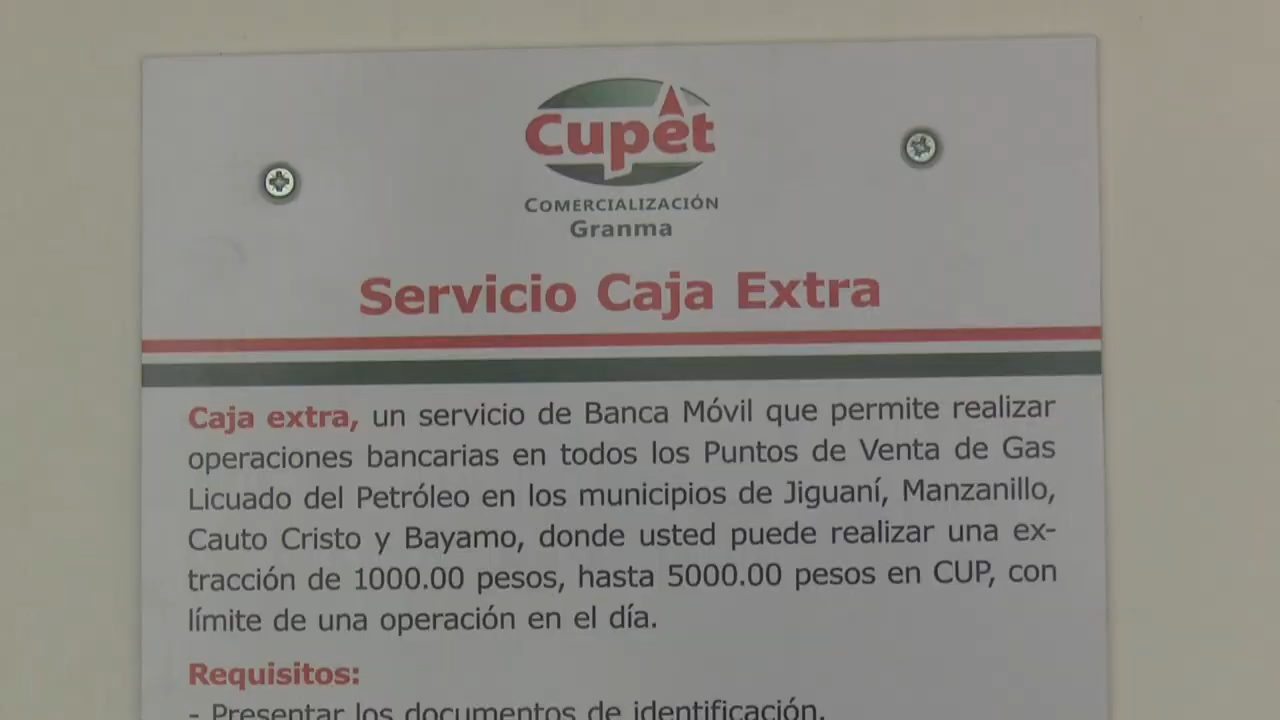 Cupet
COMERCIALIZACIÓN
Granma
Servicio Caja Extra
Caja extra, un servicio de Banca Móvil que permite realizar
operaciones bancarias en todos los Puntos de Venta de Gas
Licuado del Petróleo en los municipios de Jiguaní, Manzanillo,
Cauto Cristo y Bayamo, donde usted puede realizar una ex-
tracción de 1000.00 pesos, hasta 5000.00 pesos en CUP, con
límite de una operación en el día.
Requisitos:
- Presentar los documentos de identificación.